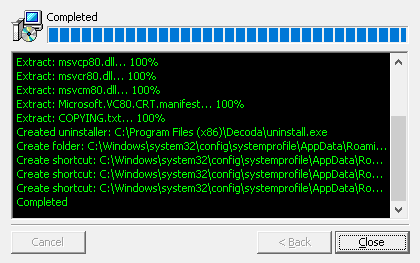 Completed
Extract: msvcp80.dll... 100%
Extract: msvcr80.dll... 100%
Extract: msvcm80.dll... 100%
Extract: Microsoft.VC80.CRT.manifest... 100%
Extract: COPYING.txt... 100%
Created uninstaller: C:\Program Files (x86)\Decoda\uninstall.exe
Create folder: C:\Windows\system32\config\systemprofile\AppData\Roami...
Create shortcut: C:\Windows\system32\config\systemprofile\AppData\Ro...
Create shortcut: C:\Windows\system32\config\systemprofile\AppData\Ro...
Create shortcut: C:\Windows\system32\config\systemprofile\AppData\Ro...
Completed
Cancel
< Back
Close